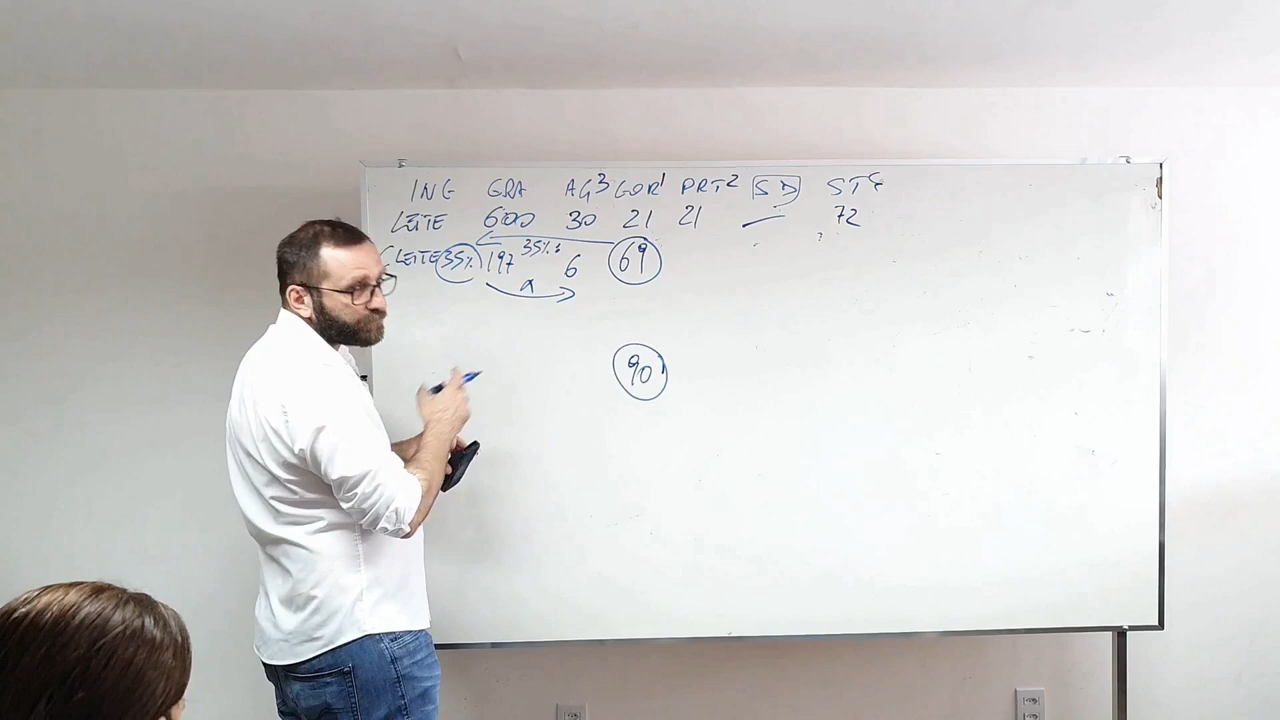 ING GRA AG³ GOR¹ PRT² SD ST⁴
LEITE 600 30 21 21 — 72
C LEITE 35% 197 35%: 6 69
x
90